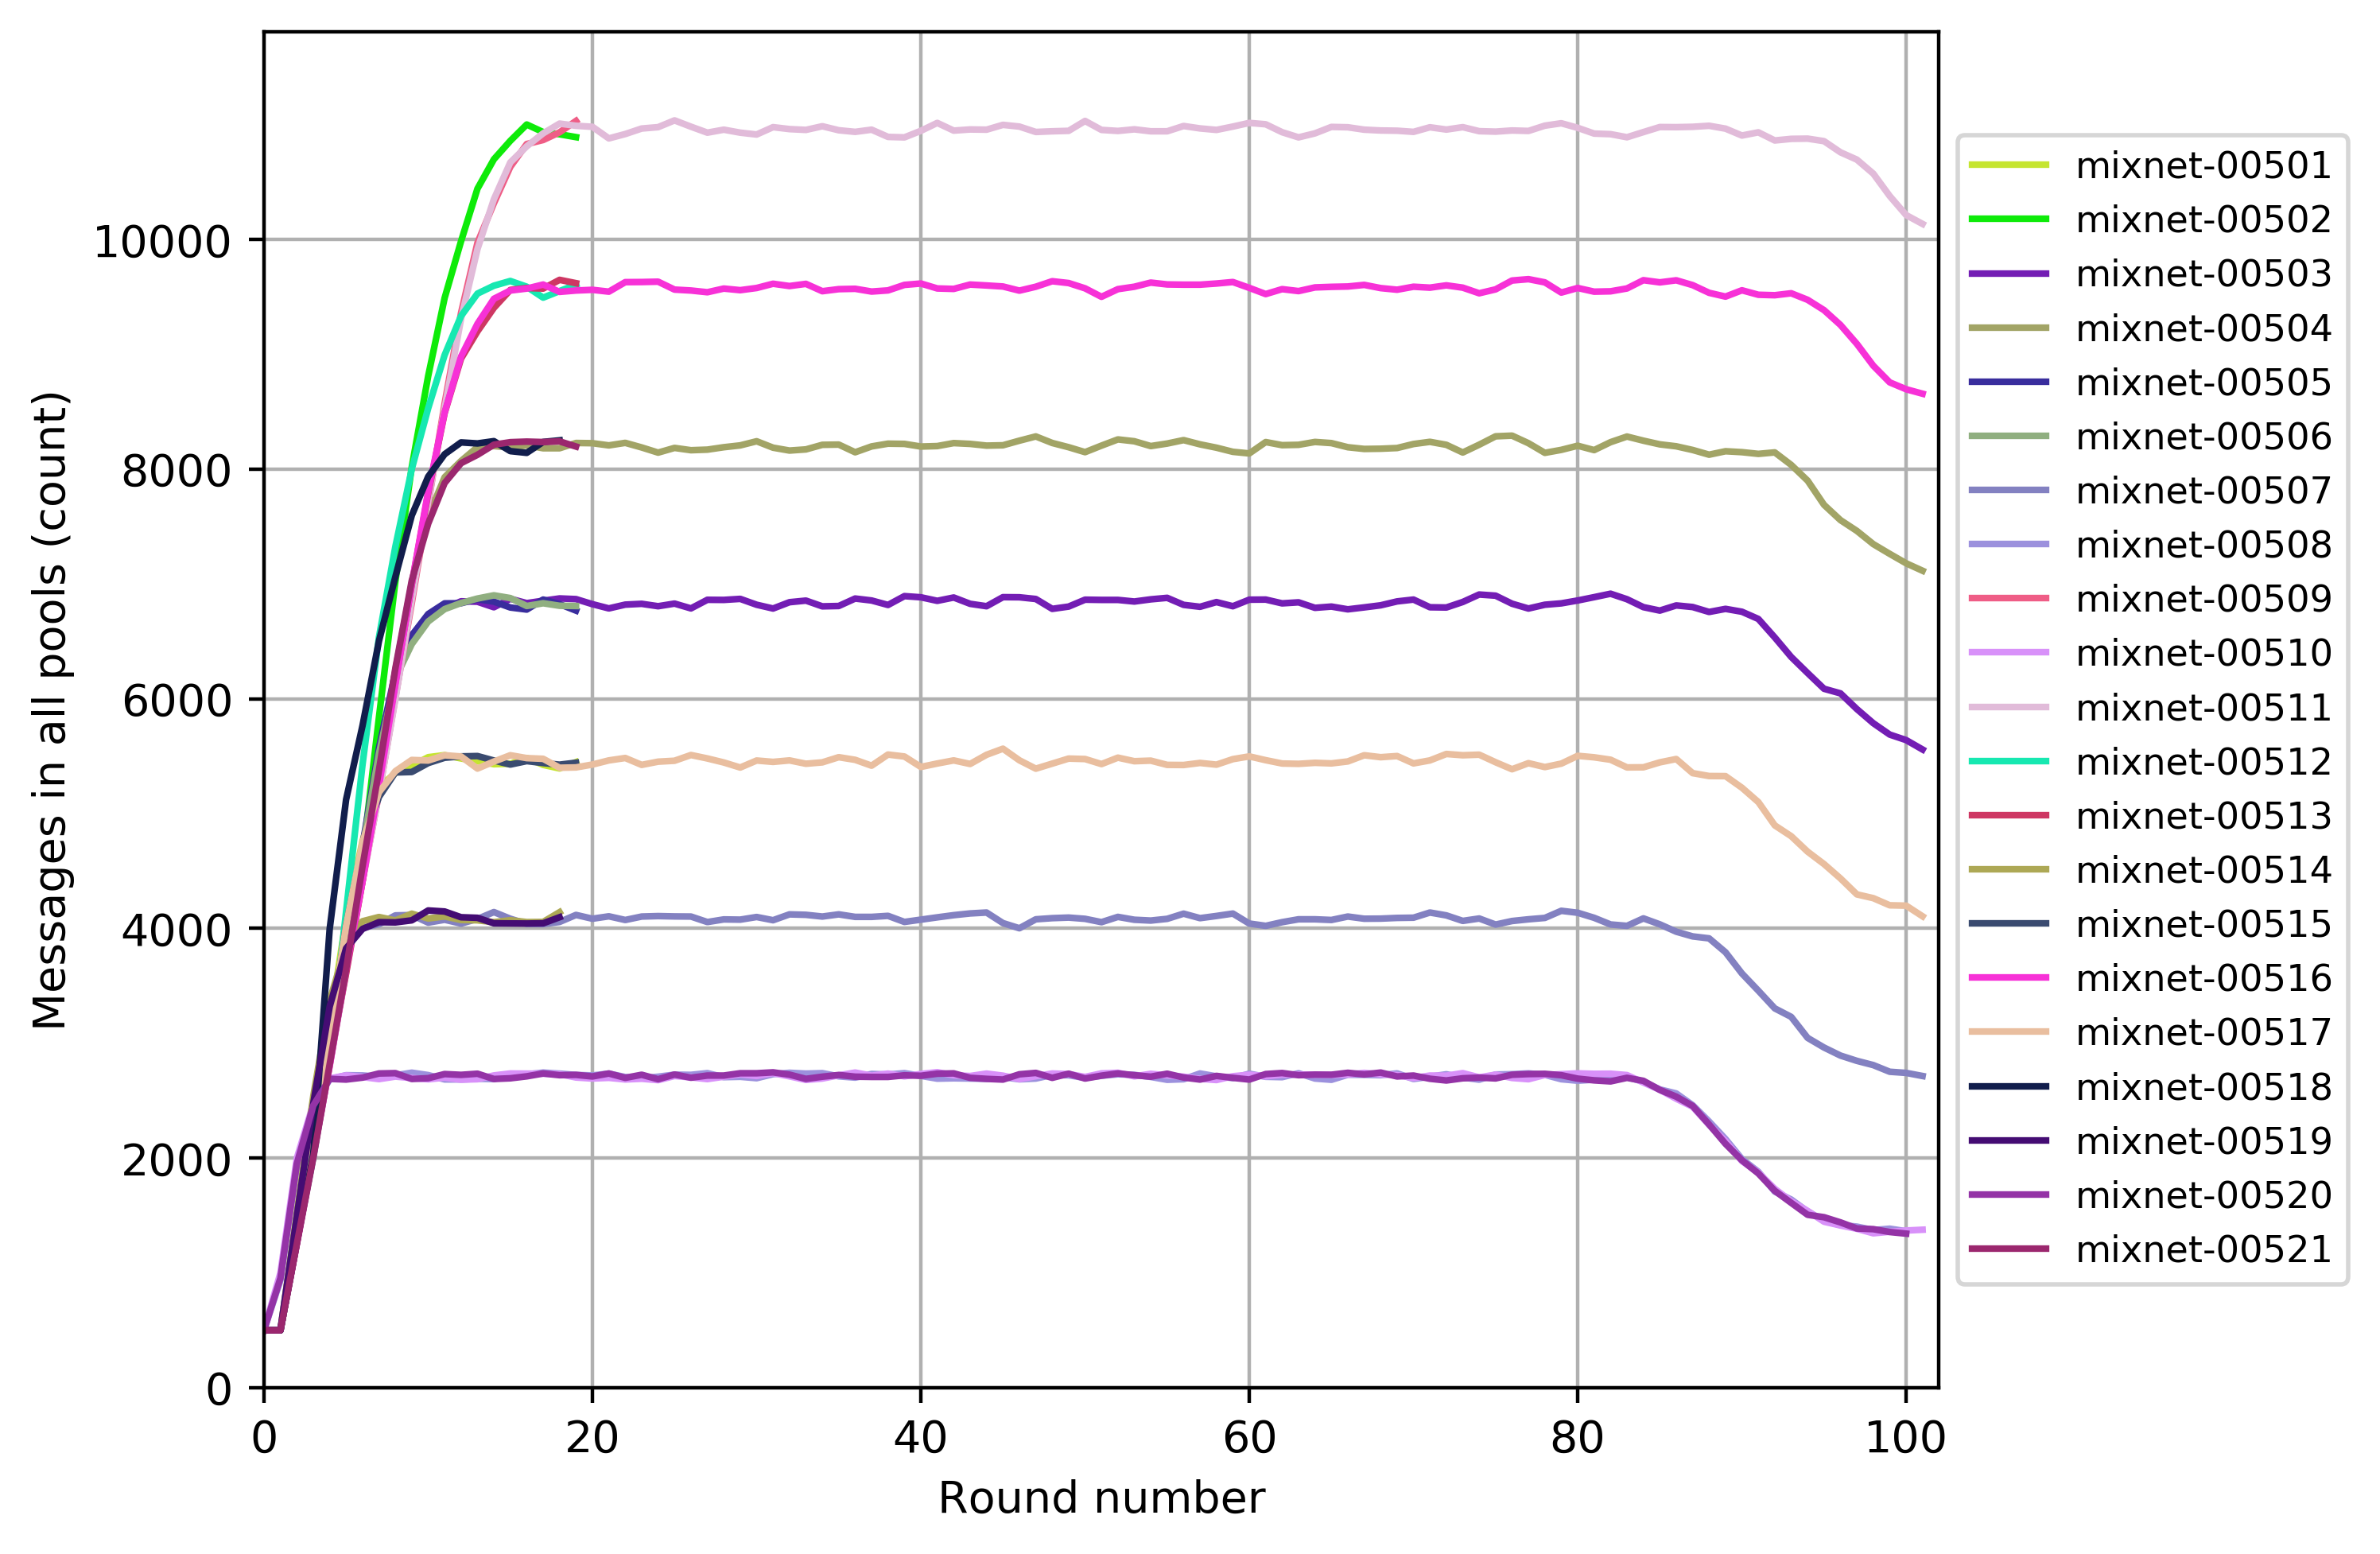 Messages in all pools (count)
10000
8000
6000
4000
2000
0
0 20 40 60 80 100
Round number
mixnet-00501
mixnet-00502
mixnet-00503
mixnet-00504
mixnet-00505
mixnet-00506
mixnet-00507
mixnet-00508
mixnet-00509
mixnet-00510
mixnet-00511
mixnet-00512
mixnet-00513
mixnet-00514
mixnet-00515
mixnet-00516
mixnet-00517
mixnet-00518
mixnet-00519
mixnet-00520
mixnet-00521